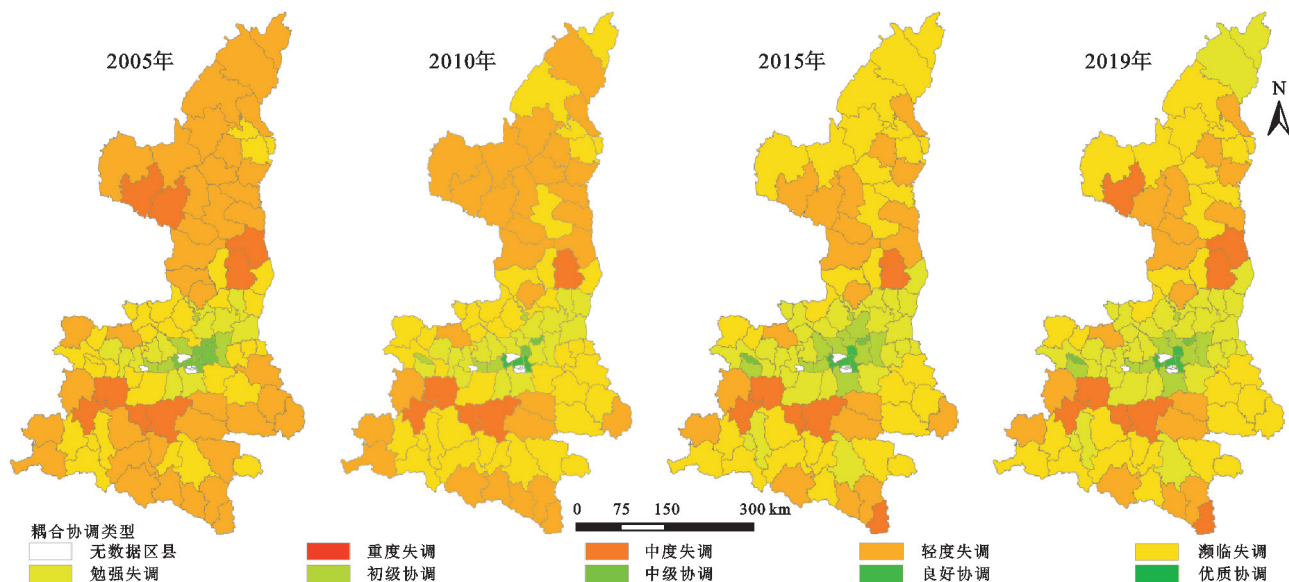 2005年 2010年 2015年 2019年
N
0 75 150 300 km
耦合协调类型
无数据区县 重度失调 中度失调 轻度失调 濒临失调
勉强失调 初级协调 中级协调 良好协调 优质协调